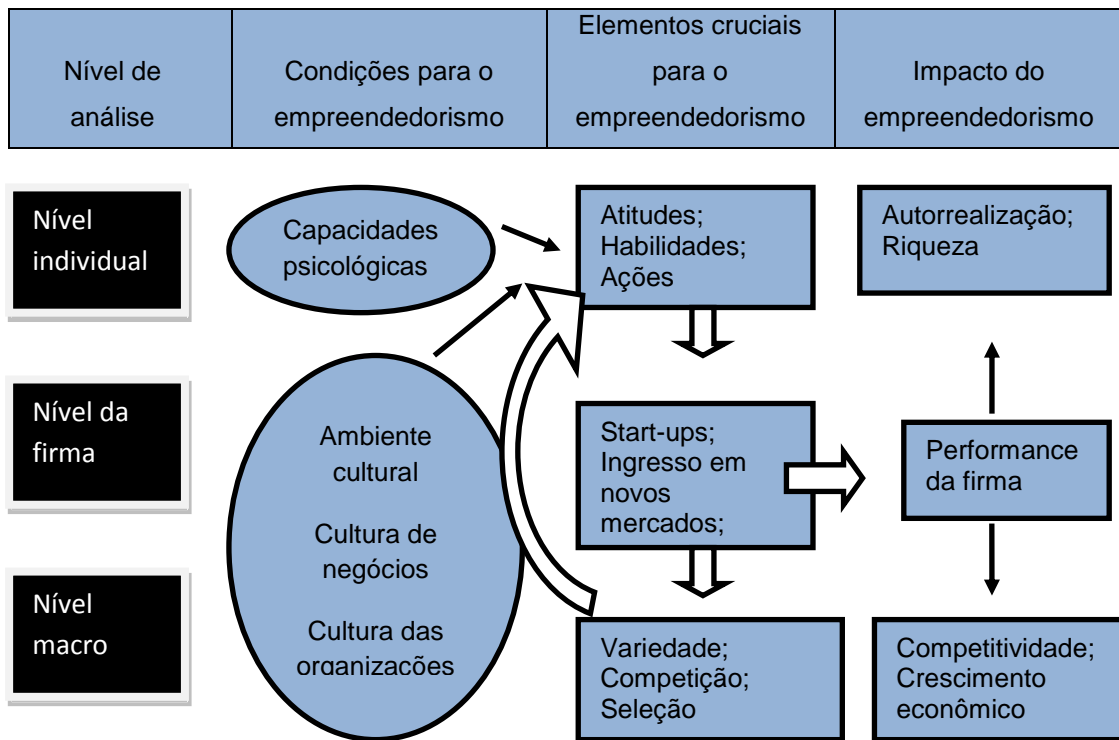 Nível de
análise
Condições para o
empreendedorismo
Elementos cruciais
para o
empreendedorismo
Impacto do
empreendedorismo
Nível
individual
Capacidades
psicológicas
Atitudes;
Habilidades;
Ações
Autorrealização;
Riqueza
Nível da
firma
Ambiente
cultural
Cultura de
negócios
Cultura das
organizações
Start-ups;
Ingresso em
novos
mercados;
Performance
da firma
Nível
macro
Variedade;
Competição;
Seleção
Competitividade;
Crescimento
econômico